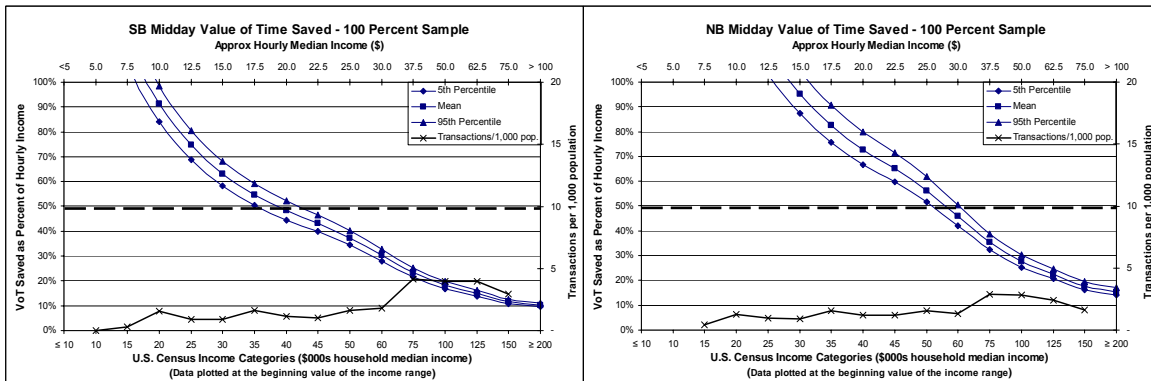 SB Midday Value of Time Saved - 100 Percent Sample
Approx Hourly Median Income ($)
<5 5.0 7.5 10.0 12.5 15.0 17.5 20.0 22.5 25.0 30.0 37.5 50.0 62.5 75.0 > 100
VoT Saved as Percent of Hourly Income
100%
90%
80%
70%
60%
50%
40%
30%
20%
10%
0%
5th Percentile
Mean
95th Percentile
Transactions/1,000 pop.
20
15
10
5
-
Transactions per 1,000 population
≤ 10 10 15 20 25 30 35 40 45 50 60 75 100 125 150 ≥ 200
U.S. Census Income Categories ($000s household median income)
(Data plotted at the beginning value of the income range)
NB Midday Value of Time Saved - 100 Percent Sample
Approx Hourly Median Income ($)
<5 5.0 7.5 10.0 12.5 15.0 17.5 20.0 22.5 25.0 30.0 37.5 50.0 62.5 75.0 > 100
VoT Saved as Percent of Hourly Income
100%
90%
80%
70%
60%
50%
40%
30%
20%
10%
0%
5th Percentile
Mean
95th Percentile
Transactions/1,000 pop.
20
15
10
5
-
Transactions per 1,000 population
≤ 10 10 15 20 25 30 35 40 45 50 60 75 100 125 150 ≥ 200
U.S. Census Income Categories ($000s household median income)
(Data plotted at the beginning value of the income range)